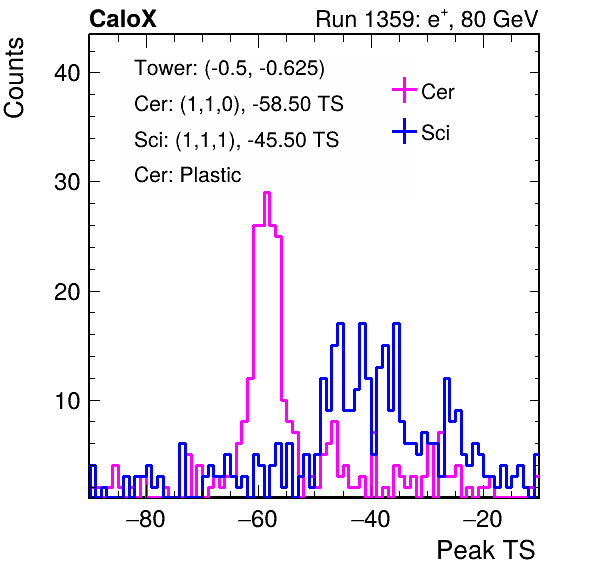 CaloX Run 1359: e+, 80 GeV
Counts
Tower: (-0.5, -0.625)
Cer: (1,1,0), -58.50 TS
Sci: (1,1,1), -45.50 TS
Cer: Plastic
Cer
Sci
40
30
20
10
−80 −60 −40 −20
Peak TS